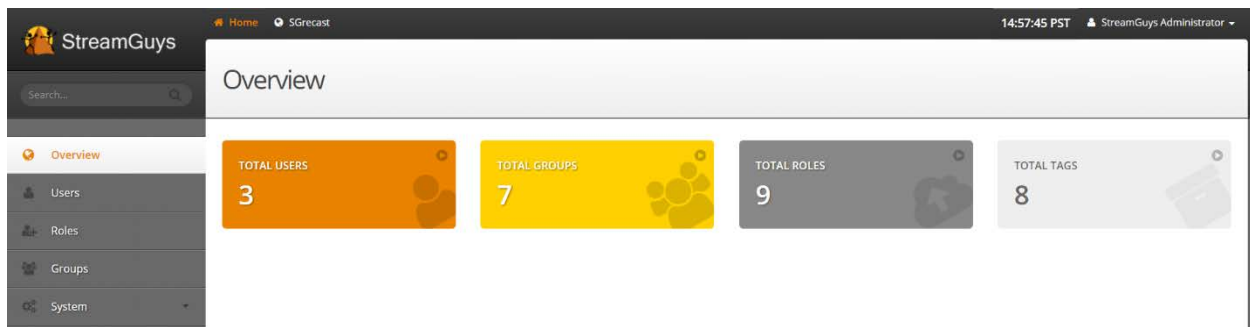 StreamGuys
Home SGrecast 14:57:45 PST StreamGuys Administrator
Search...
Overview
Overview
Users
Roles
Groups
System
TOTAL USERS
3
TOTAL GROUPS
7
TOTAL ROLES
9
TOTAL TAGS
8